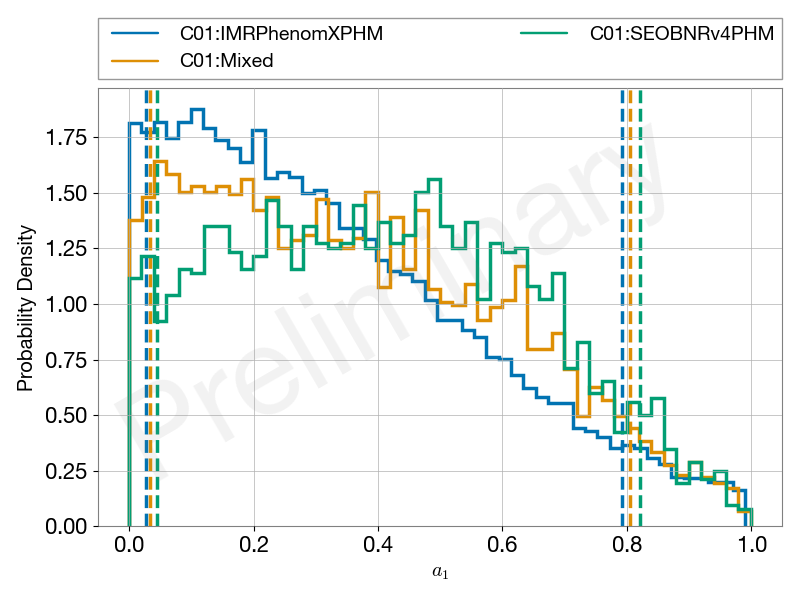 C01:IMRPhenomXPHM
C01:Mixed
C01:SEOBNRv4PHM
Preliminary
Probability Density
1.75
1.50
1.25
1.00
0.75
0.50
0.25
0.00
0.0 0.2 0.4 0.6 0.8 1.0
a₁